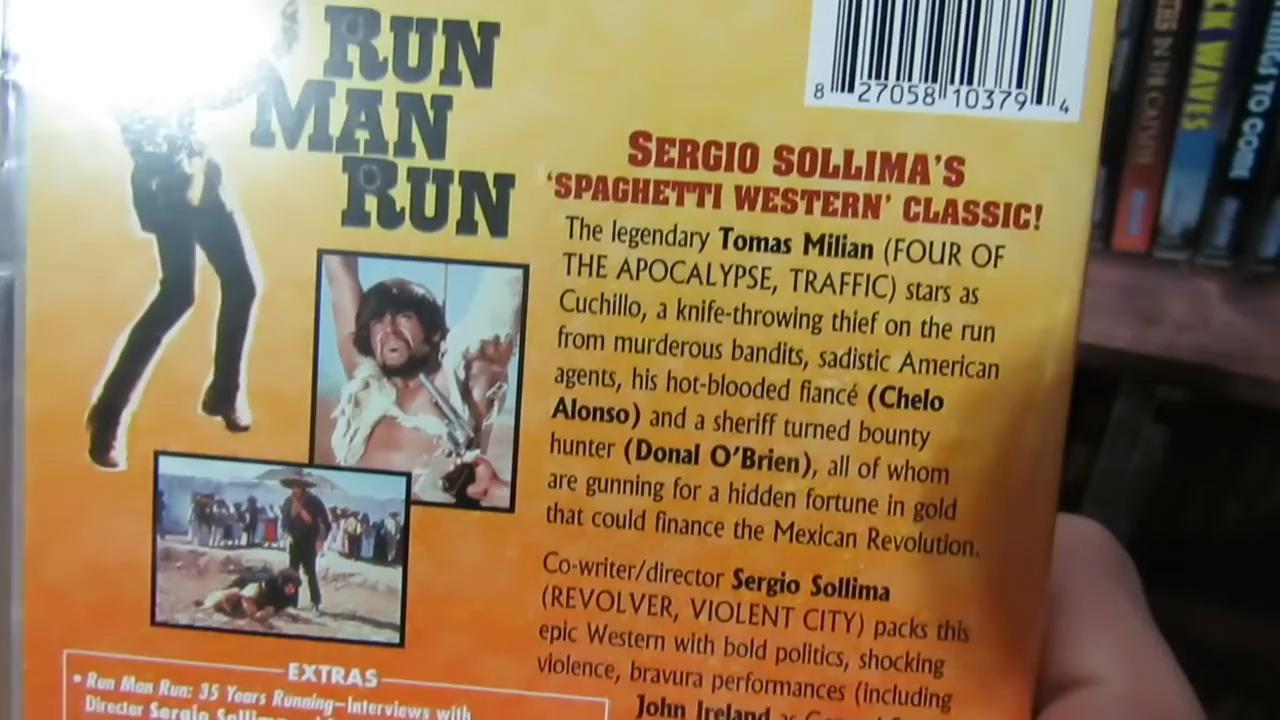 RUN
MAN
RUN
8 27058 10379 4
SERGIO SOLLIMA'S
'SPAGHETTI WESTERN' CLASSIC!
The legendary Tomas Milian (FOUR OF
THE APOCALYPSE, TRAFFIC) stars as
Cuchillo, a knife-throwing thief on the run
from murderous bandits, sadistic American
agents, his hot-blooded fiancé (Chelo
Alonso) and a sheriff turned bounty
hunter (Donal O'Brien), all of whom
are gunning for a hidden fortune in gold
that could finance the Mexican Revolution.
Co-writer/director Sergio Sollima
(REVOLVER, VIOLENT CITY) packs this
epic Western with bold politics, shocking
violence, bravura performances (including
John Ireland as
EXTRAS
• Run Man Run: 35 Years Running–Interviews with
Director Sergio Sollima
WAVES
TO COME